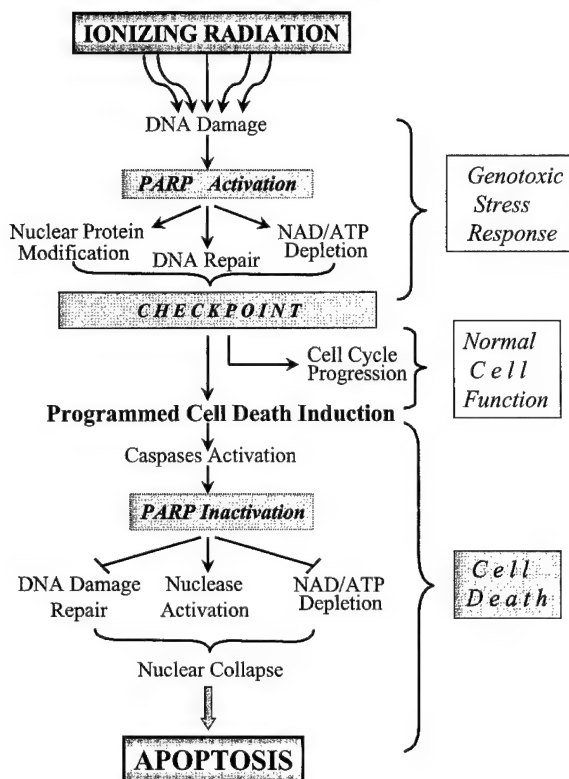 IONIZING RADIATION
DNA Damage
PARP Activation
Nuclear Protein
Modification
DNA Repair
NAD/ATP
Depletion
Genotoxic
Stress
Response
CHECKPOINT
Cell Cycle
Progression
Normal
Cell
Function
Programmed Cell Death Induction
Caspases Activation
PARP Inactivation
DNA Damage
Repair
Nuclease
Activation
NAD/ATP
Depletion
Cell
Death
Nuclear Collapse
APOPTOSIS